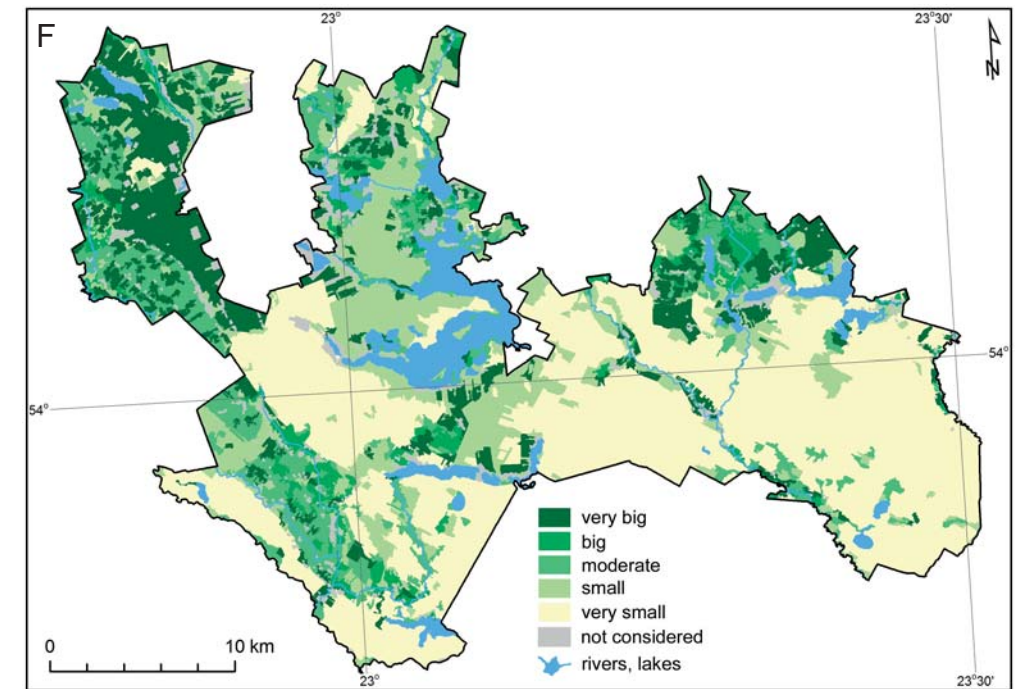 F
23°
23°30'
N
54°
54°
very big
big
moderate
small
very small
not considered
rivers, lakes
0 10 km
23°
23°30'